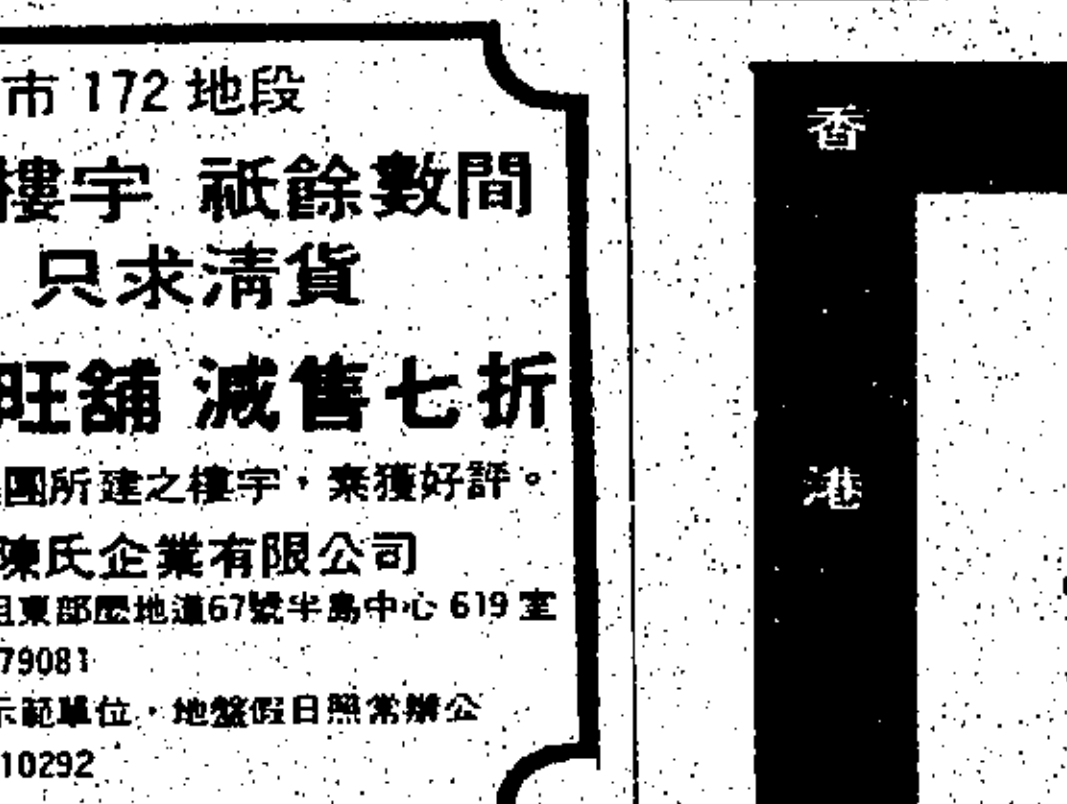 市 172 地段
樓宇 祇餘數間
只求清貨
旺舖 減售七折
團所建之樓宇，棄獲好評。
陳氏企業有限公司
東部麼地道67號半島中心 619 室
79081
示範單位，地盤假日照常辦公
10292
香
港